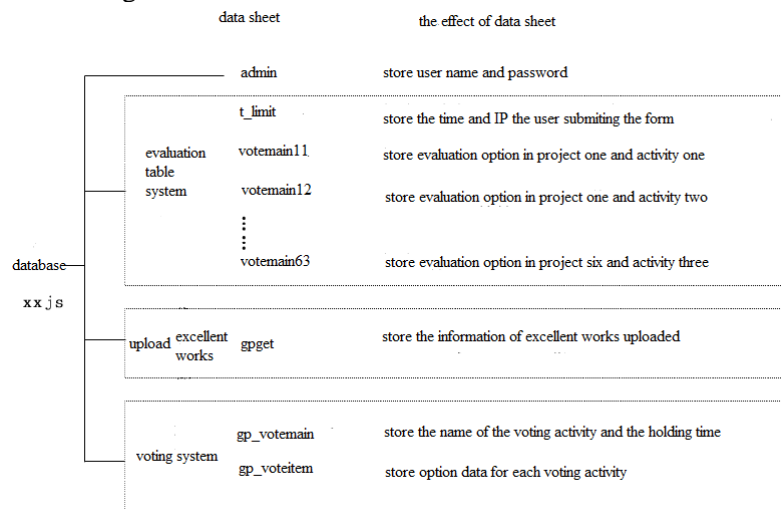 data sheet the effect of data sheet
admin store user name and password
t_limit store the time and IP the user submiting the form
evaluation table system
votemain11 store evaluation option in project one and activity one
votemain12 store evaluation option in project one and activity two
votemain63 store evaluation option in project six and activity three
database
xxjs
upload excellent works gpget store the information of excellent works uploaded
voting system
gp_votemain store the name of the voting activity and the holding time
gp_voteitem store option data for each voting activity